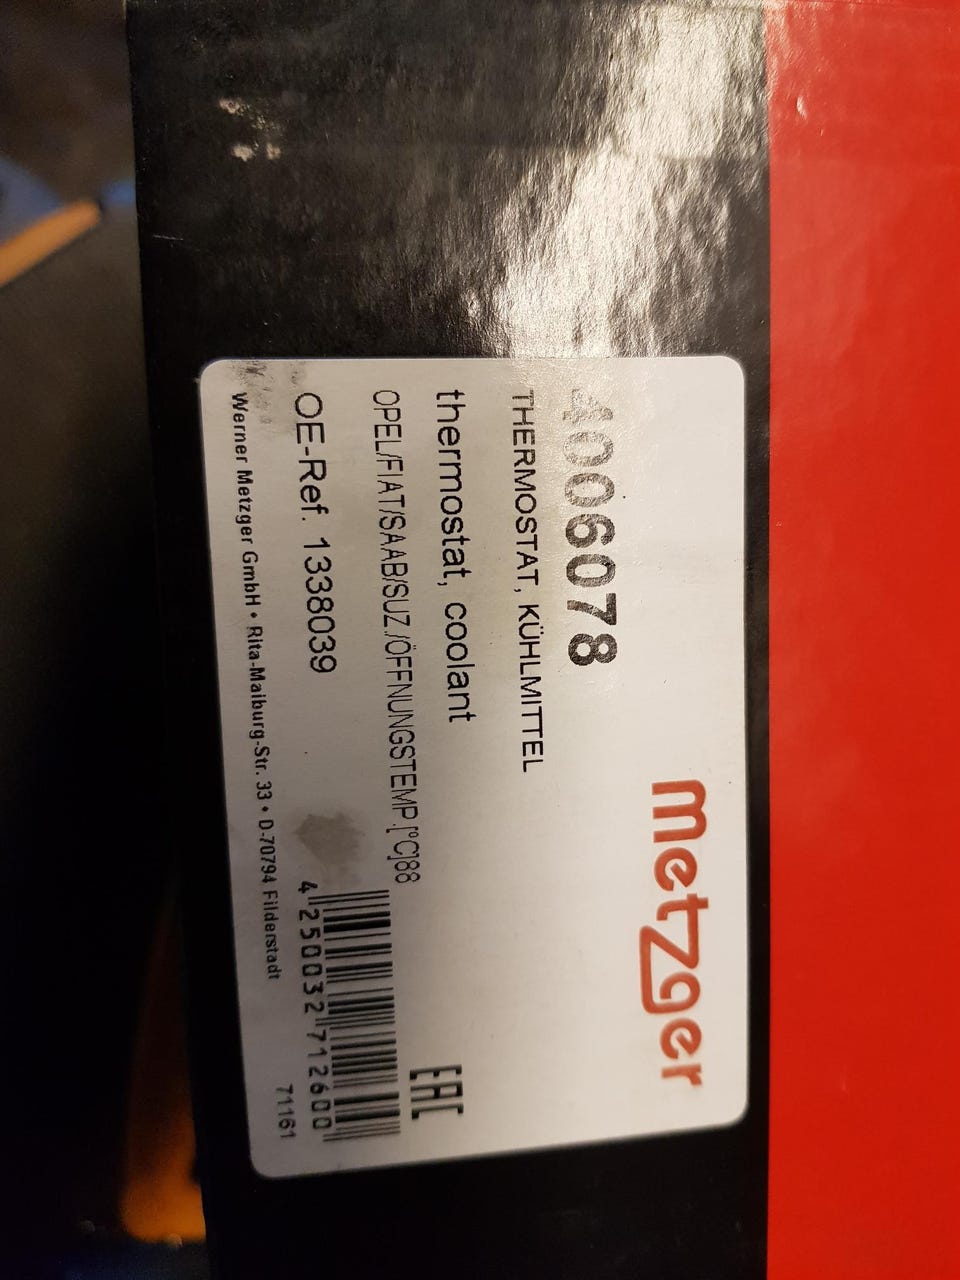 metzger
4006078
THERMOSTAT, KÜHLMITTEL
thermostat, coolant
OPEL/FIAT/SAAB/SUZ./ÖFFNUNGSTEMP.[°C]88
OE-Ref. 1338039
EAC
4 250032 712600
Werner Metzger GmbH • Rita-Maiburg-Str. 33 • D-70794 Filderstadt
71161